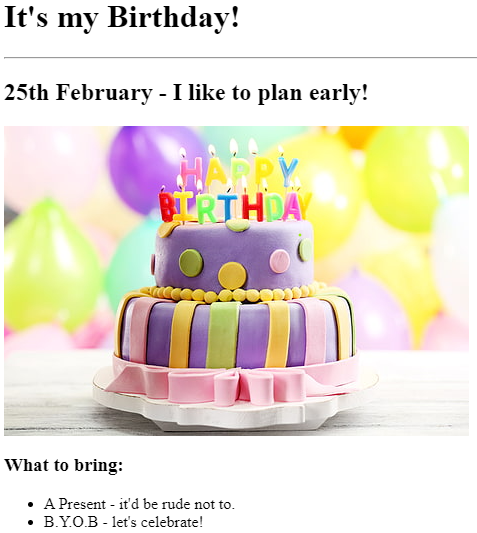 It's my Birthday!
25th February - I like to plan early!
HAPPY
BIRTHDAY
What to bring:
A Present - it'd be rude not to.
B.Y.O.B - let's celebrate!